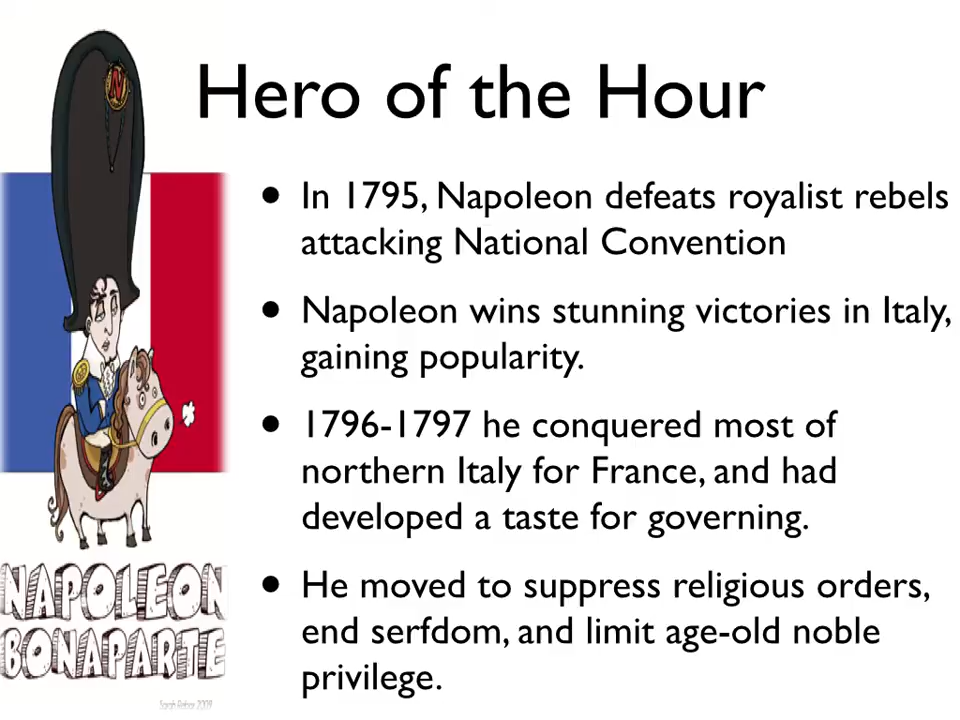 Hero of the Hour
• In 1795, Napoleon defeats royalist rebels
attacking National Convention
• Napoleon wins stunning victories in Italy,
gaining popularity.
• 1796-1797 he conquered most of
northern Italy for France, and had
developed a taste for governing.
• He moved to suppress religious orders,
end serfdom, and limit age-old noble
privilege.
N
NAPOLEON
BONAPARTE